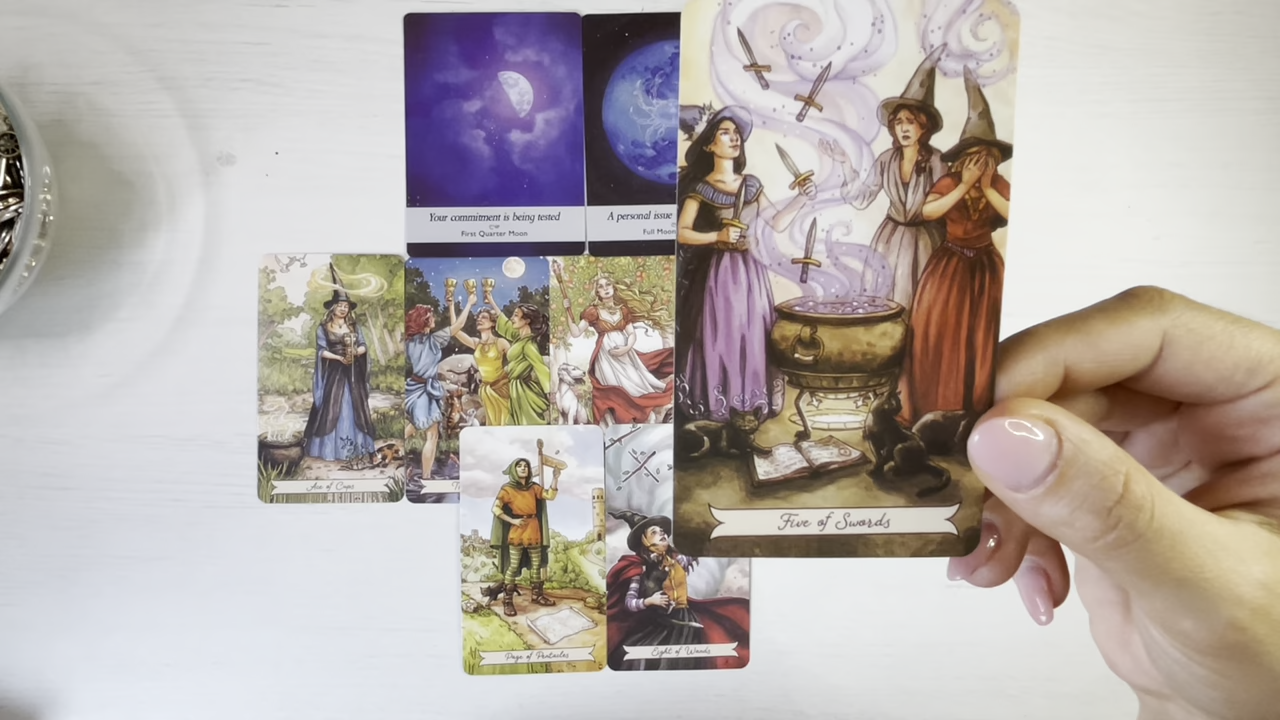 Your commitment is being tested
First Quarter Moon
A personal issue
Full Moon
Ace of Cups
Five of Swords
Page of Pentacles
Eight of Wands